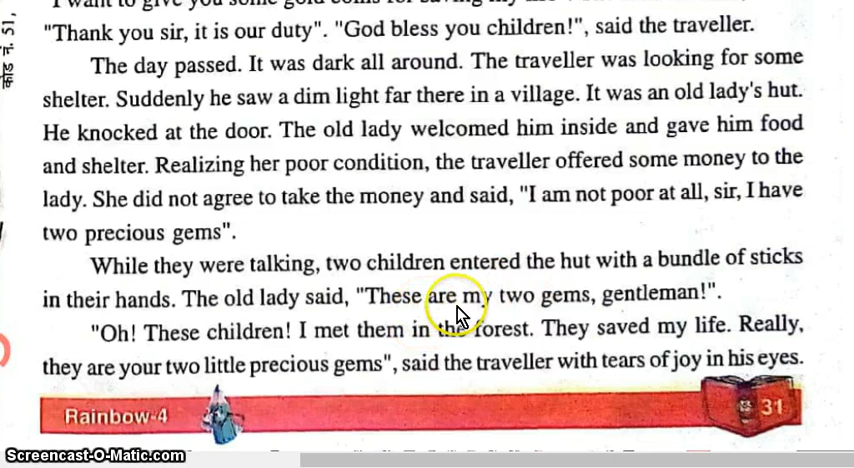 "Thank you sir, it is our duty". "God bless you children!", said the traveller.
The day passed. It was dark all around. The traveller was looking for some
shelter. Suddenly he saw a dim light far there in a village. It was an old lady's hut.
He knocked at the door. The old lady welcomed him inside and gave him food
and shelter. Realizing her poor condition, the traveller offered some money to the
lady. She did not agree to take the money and said, "I am not poor at all, sir, I have
two precious gems".
While they were talking, two children entered the hut with a bundle of sticks
in their hands. The old lady said, "These are my two gems, gentleman!".
"Oh! These children! I met them in the forest. They saved my life. Really,
they are your two little precious gems", said the traveller with tears of joy in his eyes.
Rainbow-4
31
कोड नं. 51,
Screencast-O-Matic.com